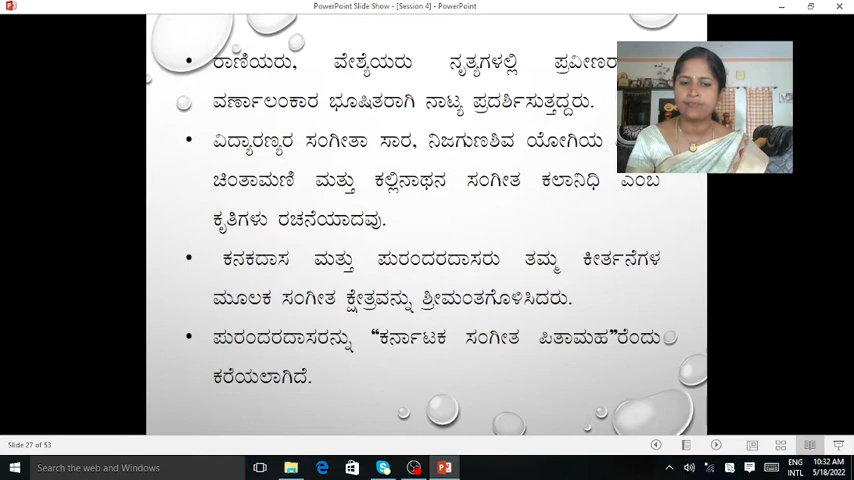 PowerPoint Slide Show - [Session 4] - PowerPoint
• ರಾಣಿಯರು, ವೇಶ್ಯೆಯರು ನೃತ್ಯಗಳಲ್ಲಿ
ವರ್ಣಾಲಂಕಾರ ಭೂಷಿತರಾಗಿ ನಾಟ್ಯ ಪ್ರದರ್ಶಿಸುತ್ತದ್ದರು.
• ವಿದ್ಯಾರಣ್ಯರ ಸಂಗೀತಾ ಸಾರ, ನಿಜಗುಣಶಿವ ಯೋಗಿಯ
ಚಿಂತಾಮಣಿ ಮತ್ತು ಕಲ್ಲಿನಾಥನ ಸಂಗೀತ ಕಲಾನಿಧಿ ಎಂಬ
ಕೃತಿಗಳು ರಚನೆಯಾದವು.
• ಕನಕದಾಸ ಮತ್ತು ಪುರಂದರದಾಸರು ತಮ್ಮ ಕೀರ್ತನೆಗಳ
ಮೂಲಕ ಸಂಗೀತ ಕ್ಷೇತ್ರವನ್ನು ಶ್ರೀಮಂತಗೊಳಿಸಿದರು.
• ಪುರಂದರದಾಸರನ್ನು “ಕರ್ನಾಟಕ ಸಂಗೀತ ಪಿತಾಮಹ”ರೆಂದು
ಕರೆಯಲಾಗಿದೆ.
Slide 27 of 53
Search the web and Windows
ENG 10:32 AM
INTL 5/18/2022